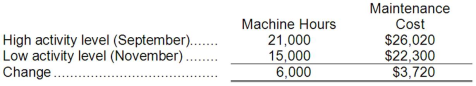 Maintenance
Machine Hours Cost
High activity level (September)....... 21,000 $26,020
Low activity level (November) ........ 15,000 $22,300
Change ....................................... 6,000 $3,720